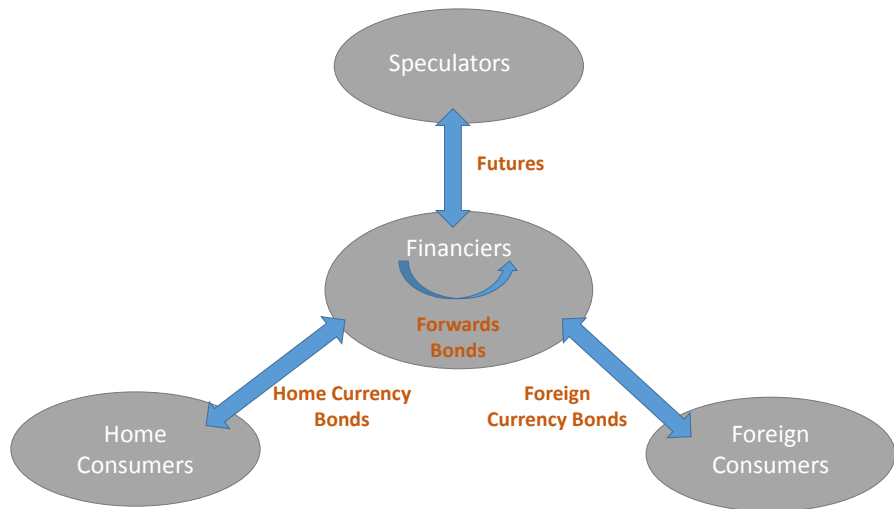 Speculators
Futures
Financiers
Forwards
Bonds
Home Currency
Bonds
Foreign
Currency Bonds
Home
Consumers
Foreign
Consumers